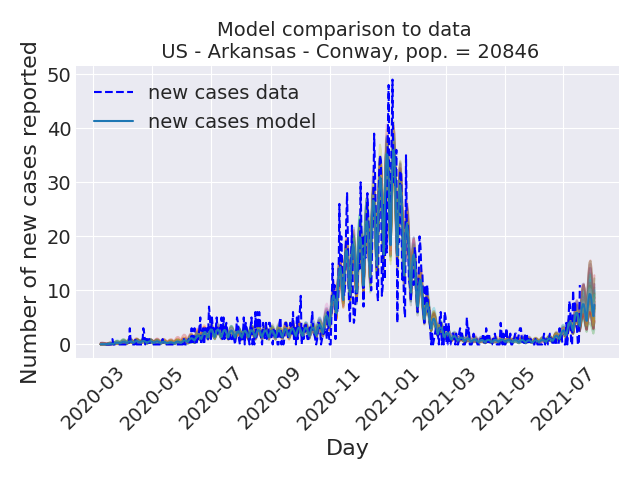 Model comparison to data
US - Arkansas - Conway, pop. = 20846
Number of new cases reported
50
40
30
20
10
0
new cases data
new cases model
2020-03
2020-05
2020-07
2020-09
2020-11
2021-01
2021-03
2021-05
2021-07
Day